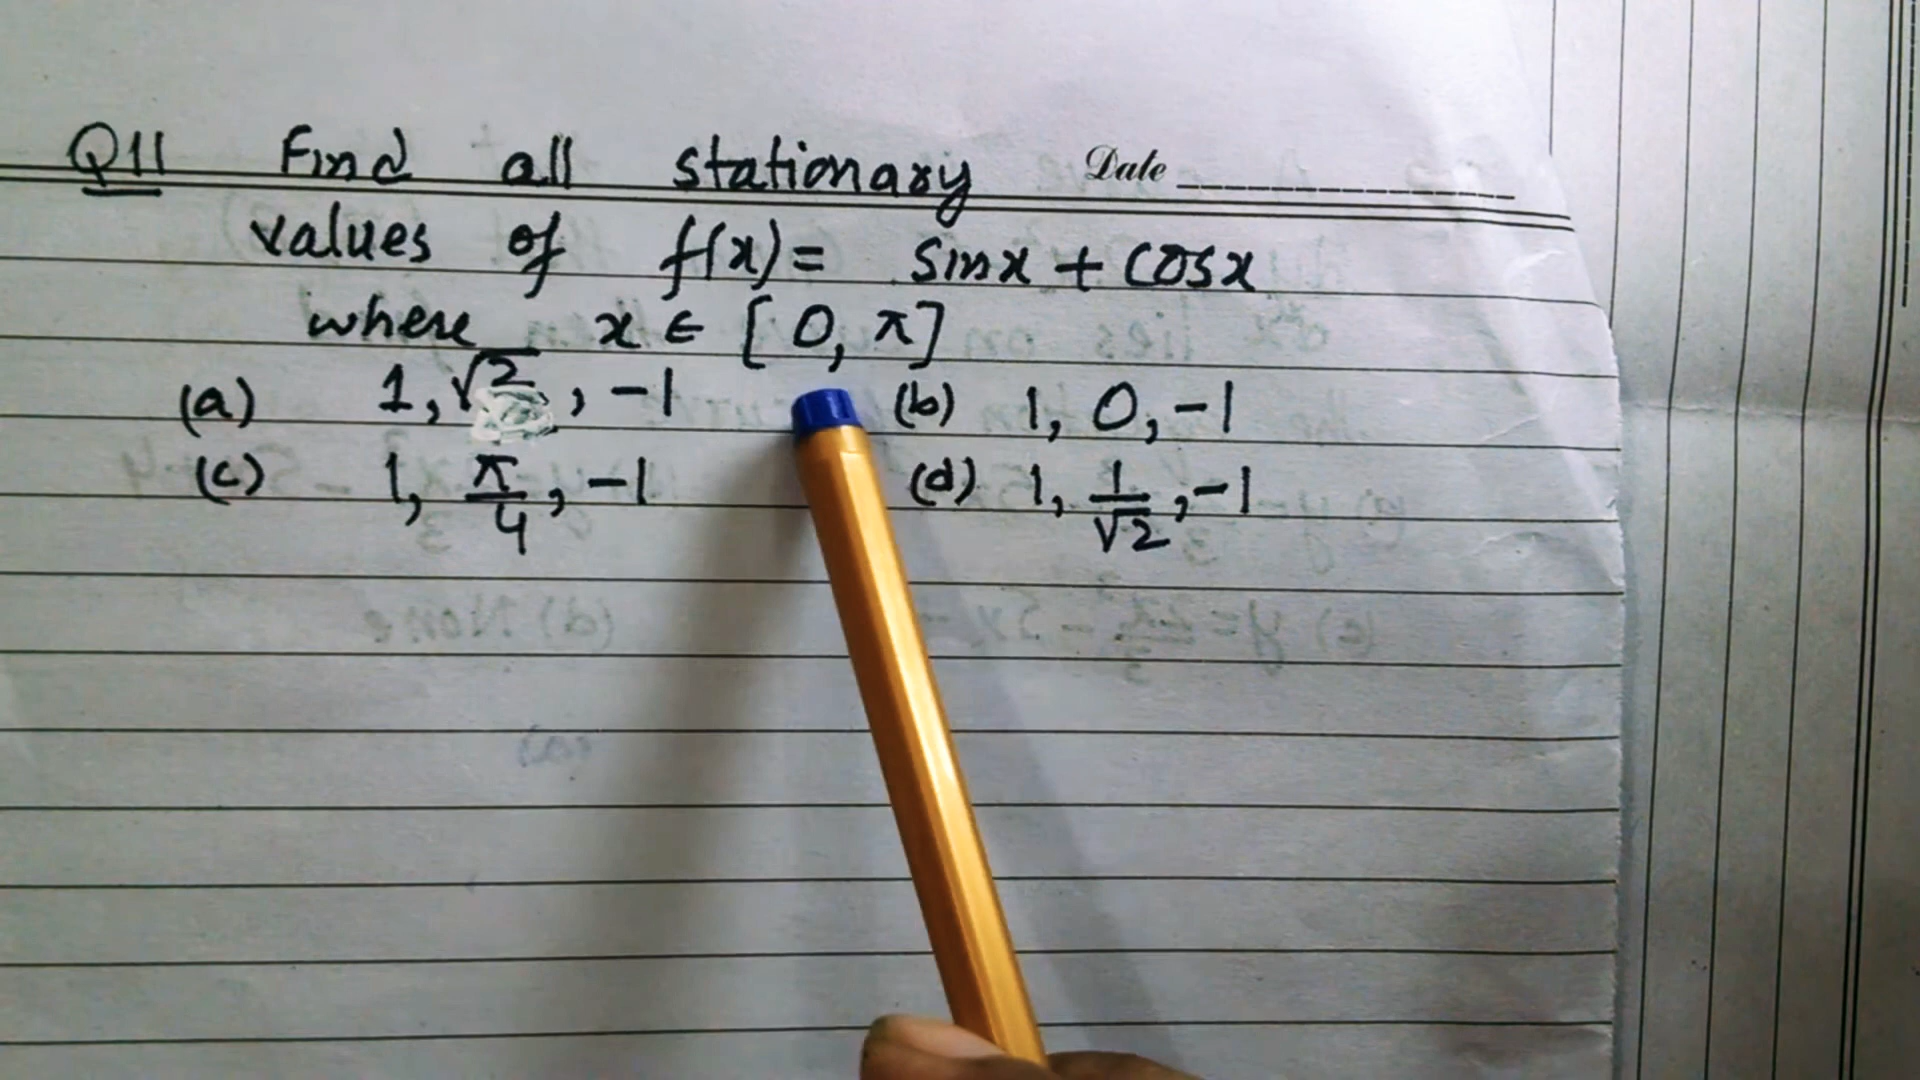 Q11 Find all stationary Date
values of f(x) = sinx + cosx
where x ∈ [0, π]
(a) 1, √2, -1 (b) 1, 0, -1
(c) 1, π/4, -1 (d) 1, 1/√2, -1